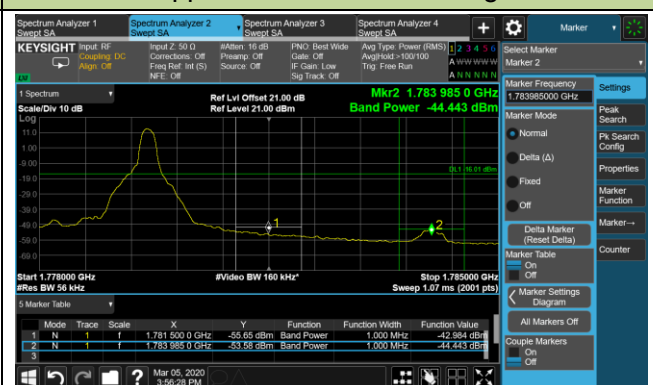 Spectrum Analyzer 1
Swept SA
Spectrum Analyzer 2
Swept SA
Spectrum Analyzer 3
Swept SA
Spectrum Analyzer 4
Swept SA
Marker
KEYSIGHT
Input: RF
Coupling: DC
Align: Off
Input Z: 50 Ω
Corrections: Off
Freq Ref: Int (S)
NFE: Off
#Atten: 16 dB
Preamp: Off
Source: Off
PNO: Best Wide
Gate: Off
IF Gain: Low
Sig Track: Off
Avg Type: Power (RMS)
Avg|Hold:>100/100
Trig: Free Run
1 2 3 4 5 6
A W W W W W
A N N N N N
Select Marker
Marker 2
Marker Frequency
1.783985000 GHz
Settings
Peak Search
Pk Search Config
Properties
Marker Function
Marker→
Counter
Marker Mode
Normal
Delta (Δ)
Fixed
Off
Delta Marker
(Reset Delta)
Marker Table
On
Off
Marker Settings
Diagram
All Markers Off
Couple Markers
On
Off
1 Spectrum
Scale/Div 10 dB
Log
Ref Lvl Offset 21.00 dB
Ref Level 21.00 dBm
Mkr2 1.783 985 0 GHz
Band Power -44.443 dBm
11.0
1.00
-9.00
-19.0
-29.0
-39.0
-49.0
-59.0
-69.0
DL1 -16.01 dBm
1
2
Start 1.778000 GHz
#Res BW 56 kHz
#Video BW 160 kHz*
Stop 1.785000 GHz
Sweep 1.07 ms (2001 pts)
5 Marker Table
Mode Trace Scale X Y Function Function Width Function Value
1 N 1 f 1.781 500 0 GHz -55.65 dBm Band Power 1.000 MHz -42.984 dBm
2 N 1 f 1.783 985 0 GHz -53.58 dBm Band Power 1.000 MHz -44.443 dBm
3
?
Mar 05, 2020
3:56:28 PM